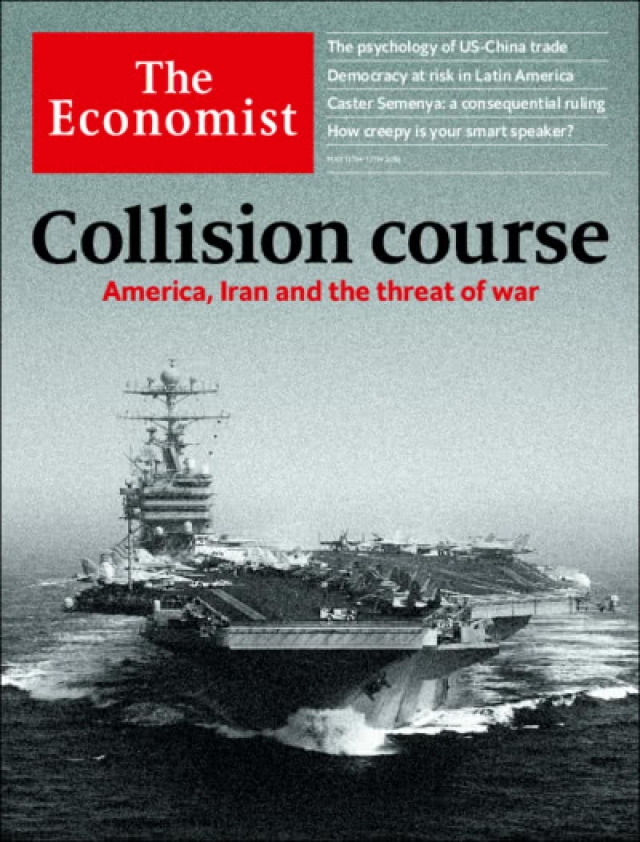 The
Economist
The psychology of US-China trade
Democracy at risk in Latin America
Caster Semenya: a consequential ruling
How creepy is your smart speaker?
Collision course
America, Iran and the threat of war